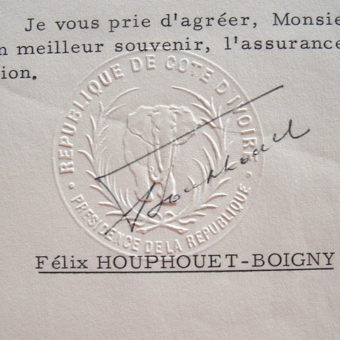 Je vous prie d'agréer, Monsie
n meilleur souvenir, l'assurance
ion.
REPUBLIQUE DE COTE D'IVOIRE
PRESIDENCE DE LA REPUBLIQUE
Félix HOUPHOUET-BOIGNY